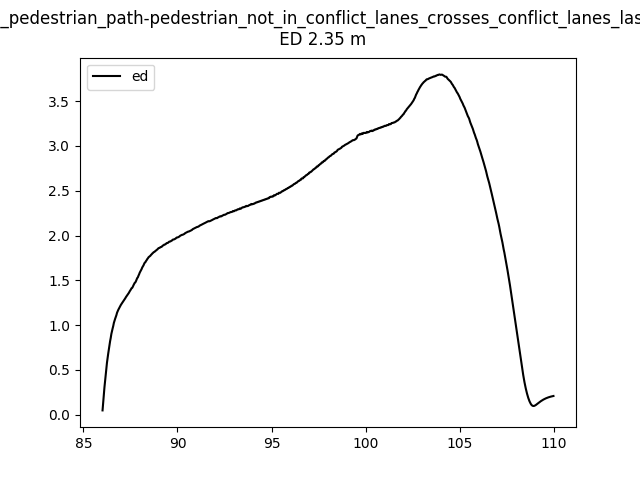 _pedestrian_path-pedestrian_not_in_conflict_lanes_crosses_conflict_lanes_las
ED 2.35 m
ed
3.5
3.0
2.5
2.0
1.5
1.0
0.5
0.0
85 90 95 100 105 110